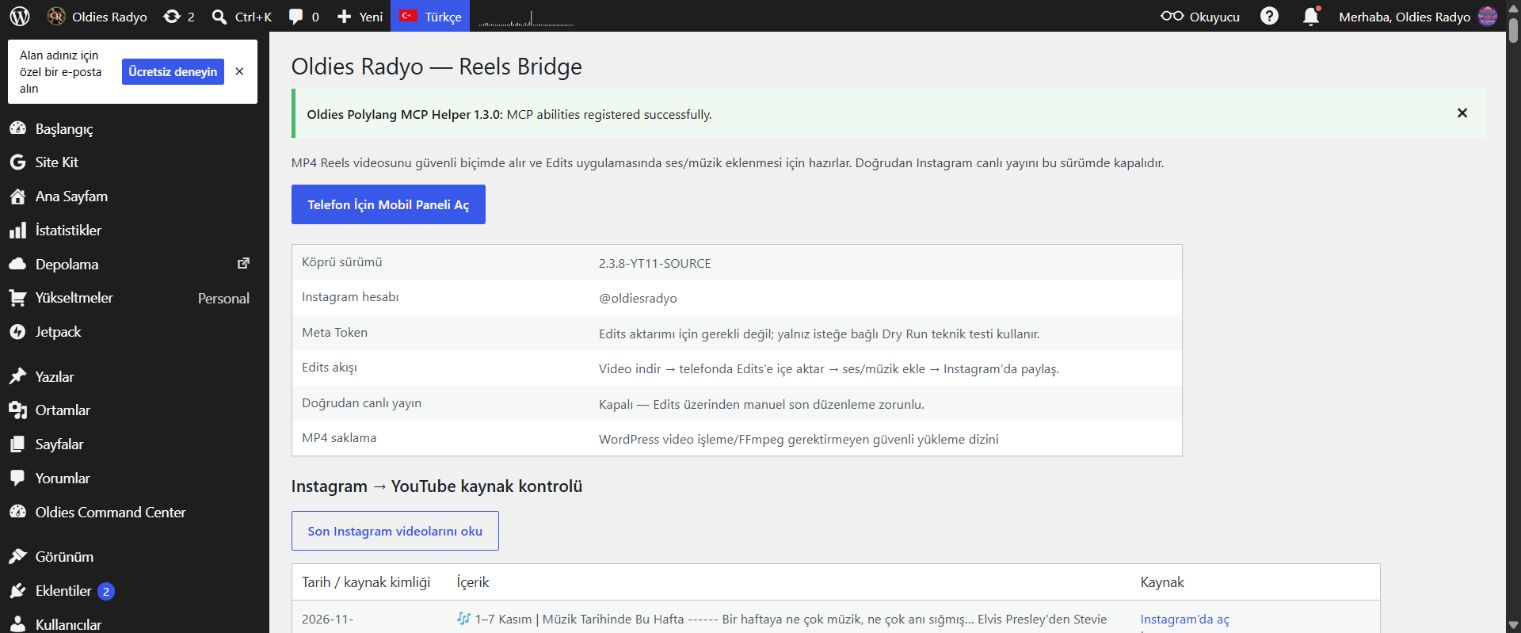 Oldies Radyo 2 Ctrl+K 0 Yeni Türkçe Okuyucu Merhaba, Oldies Radyo
Alan adınız için
özel bir e-posta
alın
Ücretsiz deneyin
Başlangıç
Site Kit
Ana Sayfam
İstatistikler
Depolama
Yükseltmeler Personal
Jetpack
Yazılar
Ortamlar
Sayfalar
Yorumlar
Oldies Command Center
Görünüm
Eklentiler 2
Kullanıcılar
Oldies Radyo — Reels Bridge
Oldies Polylang MCP Helper 1.3.0: MCP abilities registered successfully.
MP4 Reels videosunu güvenli biçimde alır ve Edits uygulamasında ses/müzik eklenmesi için hazırlar. Doğrudan Instagram canlı yayını bu sürümde kapalıdır.
Telefon İçin Mobil Paneli Aç
Köprü sürümü 2.3.8-YT11-SOURCE
Instagram hesabı @oldiesradyo
Meta Token Edits aktarımı için gerekli değil; yalnız isteğe bağlı Dry Run teknik testi kullanır.
Edits akışı Video indir → telefonda Edits'e içe aktar → ses/müzik ekle → Instagram'da paylaş.
Doğrudan canlı yayın Kapalı — Edits üzerinden manuel son düzenleme zorunlu.
MP4 saklama WordPress video işleme/FFmpeg gerektirmeyen güvenli yükleme dizini
Instagram → YouTube kaynak kontrolü
Son Instagram videolarını oku
Tarih / kaynak kimliği İçerik Kaynak
2026-11- 🎶 1–7 Kasım | Müzik Tarihinde Bu Hafta ------ Bir haftaya ne çok müzik, ne çok anı sığmış... Elvis Presley'den Stevie Instagram'da aç